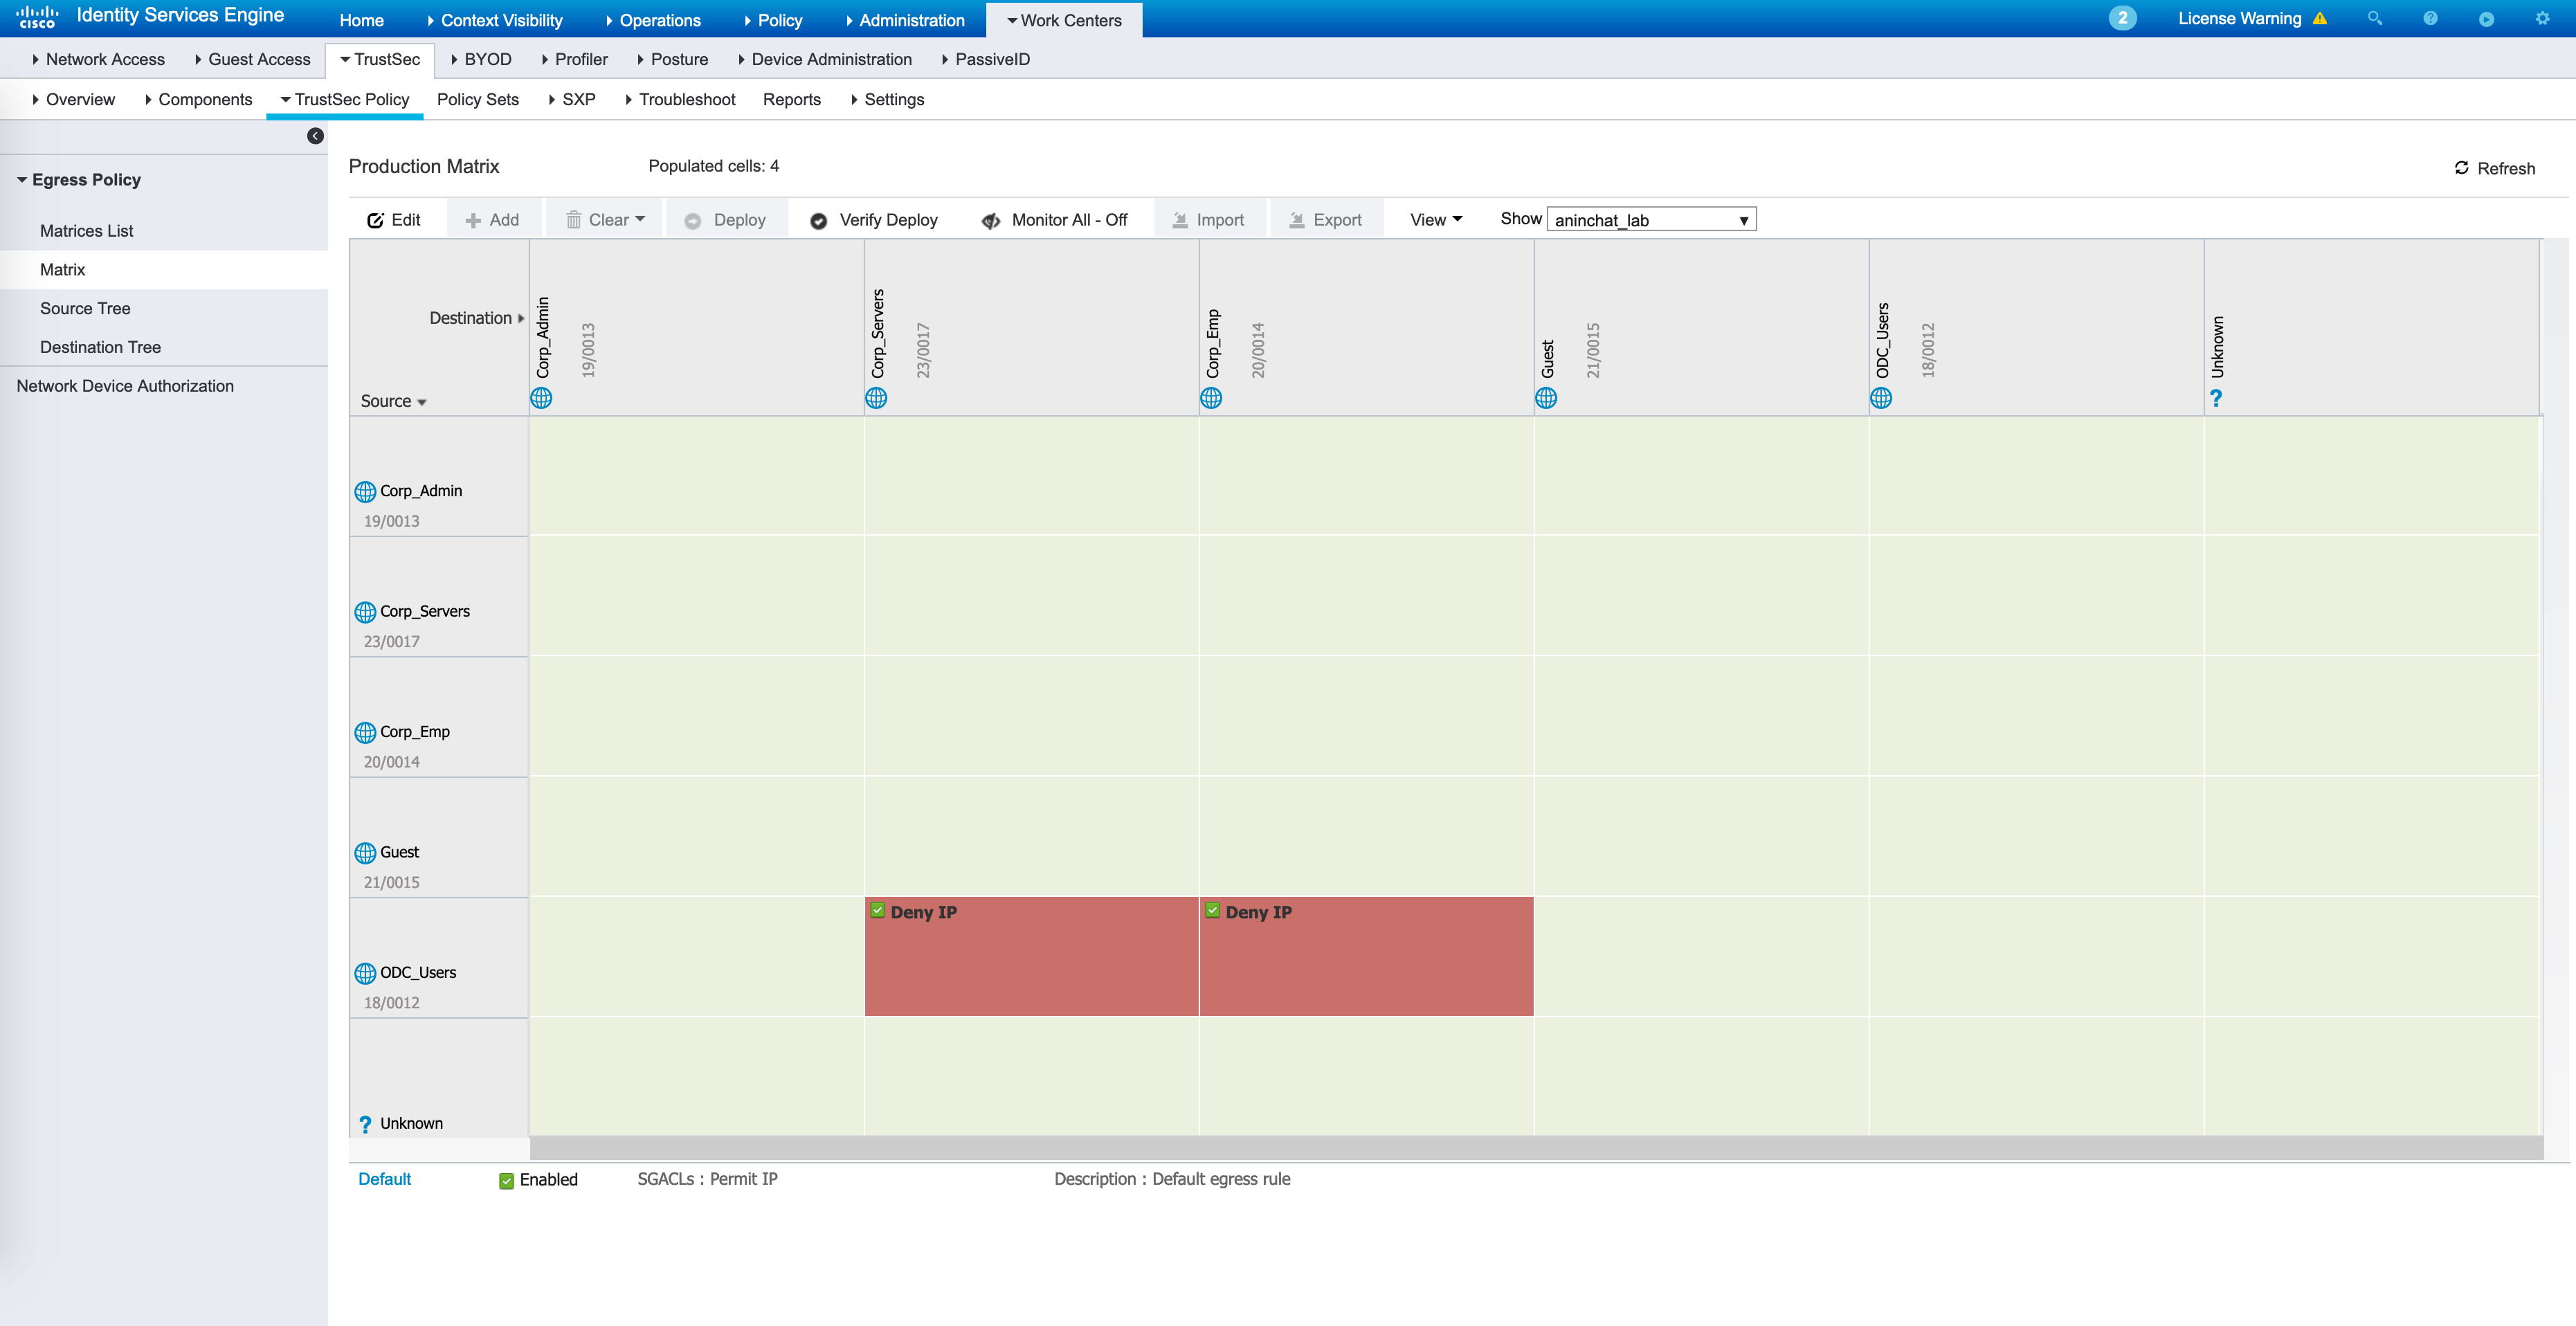 cisco Identity Services Engine Home Context Visibility Operations Policy Administration Work Centers 2 License Warning
Network Access Guest Access TrustSec BYOD Profiler Posture Device Administration PassiveID
Overview Components TrustSec Policy Policy Sets SXP Troubleshoot Reports Settings
Egress Policy
Matrices List
Matrix
Source Tree
Destination Tree
Network Device Authorization
Production Matrix Populated cells: 4 Refresh
Edit Add Clear Deploy Verify Deploy Monitor All - Off Import Export View Show aninchat_lab
Destination
Source
Corp_Admin 19/0013
Corp_Servers 23/0017
Corp_Emp 20/0014
Guest 21/0015
ODC_Users 18/0012
Unknown
?
Corp_Admin
19/0013
Corp_Servers
23/0017
Corp_Emp
20/0014
Guest
21/0015
Deny IP Deny IP
ODC_Users
18/0012
? Unknown
Default Enabled SGACLs : Permit IP Description : Default egress rule